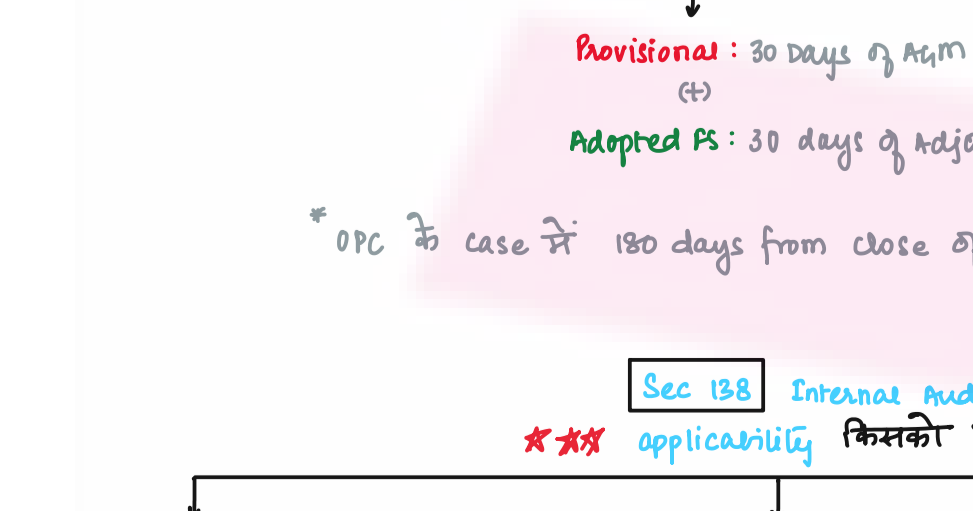 Provisional : 30 Days of AGM
(+)
Adopted FS : 30 days of
* OPC के case में 180 days from close
Sec 138 Internal
applicability किसको